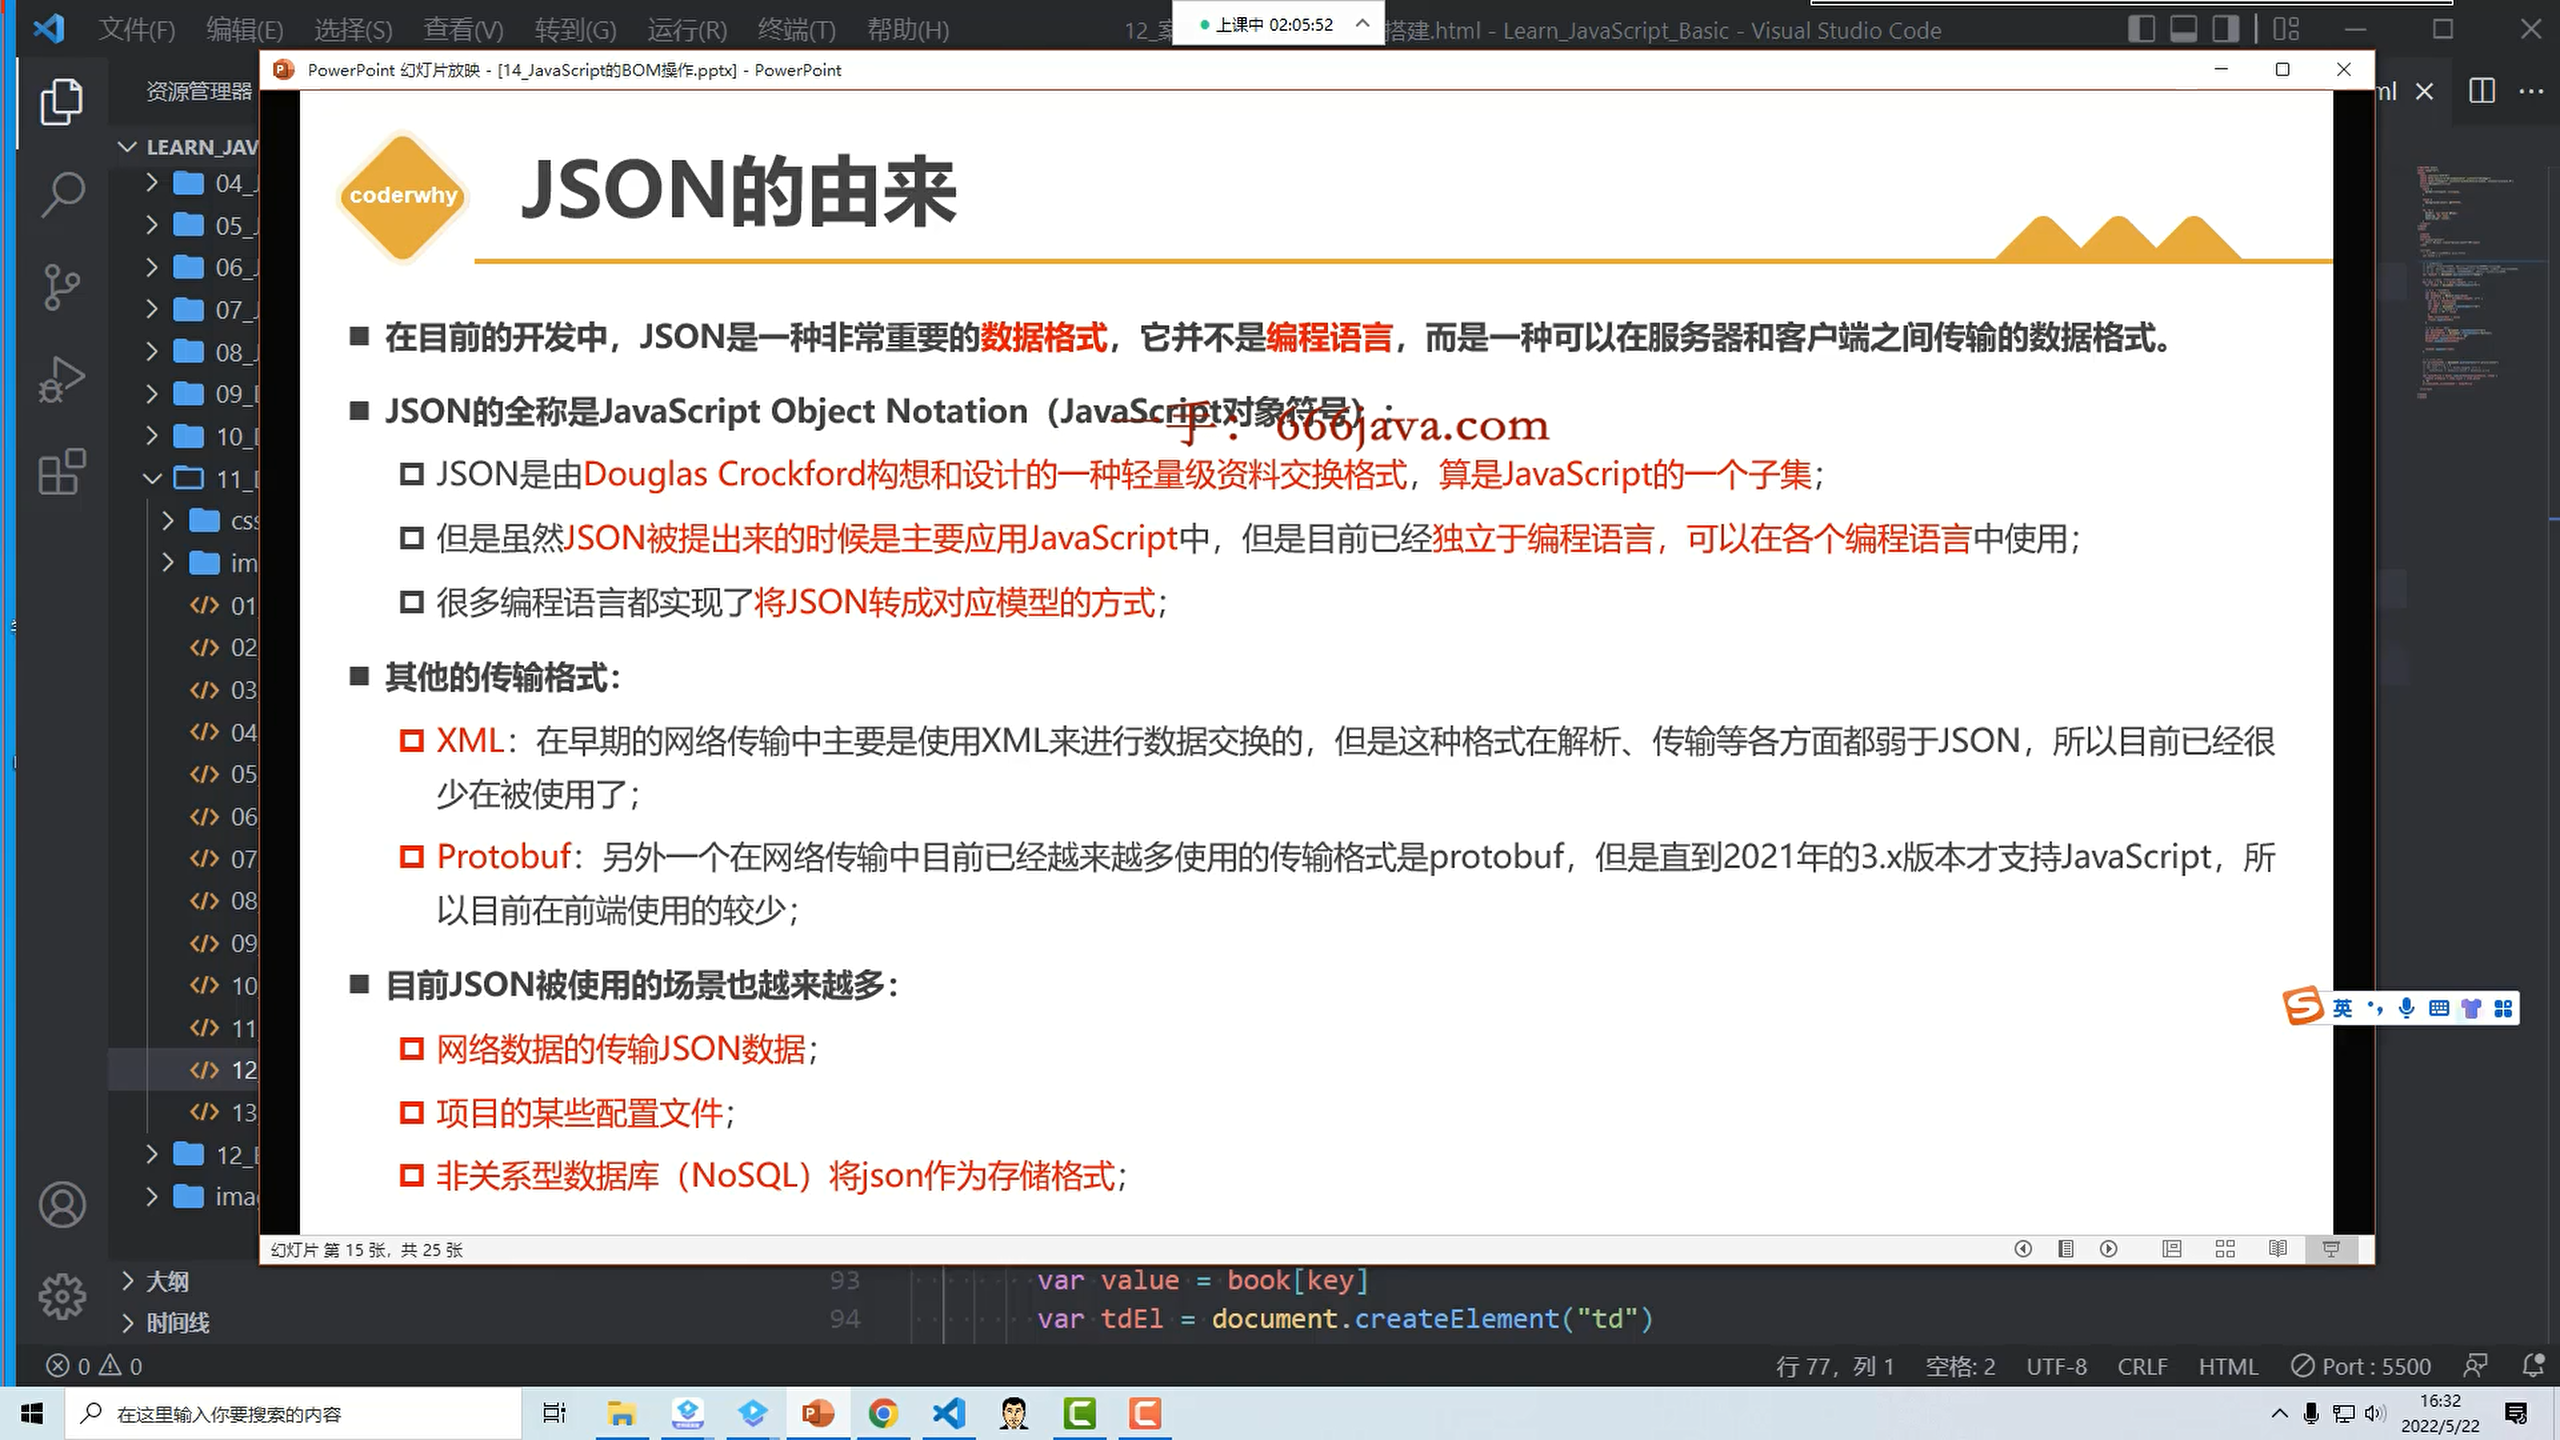 文件(F) 编辑(E) 选择(S) 查看(V) 转到(G) 运行(R) 终端(T) 帮助(H)
上课中 02:05:52
搭建.html - Learn_JavaScript_Basic - Visual Studio Code
资源管理器
PowerPoint 幻灯片放映 - [14_JavaScript的BOM操作.pptx] - PowerPoint
LEARN_JAV
04_J
05_J
06_J
07_J
08_J
09_D
10_D
11_D
css
im
01
02
03
04
05
06
07
08
09
10
11
12
13
12_B
ima
大纲
时间线
coderwhy
JSON的由来
在目前的开发中，JSON是一种非常重要的数据格式，它并不是编程语言，而是一种可以在服务器和客户端之间传输的数据格式。
JSON的全称是JavaScript Object Notation（JavaScript对象符号）；
一手：666java.com
JSON是由Douglas Crockford构想和设计的一种轻量级资料交换格式，算是JavaScript的一个子集；
但是虽然JSON被提出来的时候是主要应用JavaScript中，但是目前已经独立于编程语言，可以在各个编程语言中使用；
很多编程语言都实现了将JSON转成对应模型的方式；
其他的传输格式：
XML：在早期的网络传输中主要是使用XML来进行数据交换的，但是这种格式在解析、传输等各方面都弱于JSON，所以目前已经很
少在被使用了；
Protobuf：另外一个在网络传输中目前已经越来越多使用的传输格式是protobuf，但是直到2021年的3.x版本才支持JavaScript，所
以目前在前端使用的较少；
目前JSON被使用的场景也越来越多：
网络数据的传输JSON数据；
项目的某些配置文件；
非关系型数据库（NoSQL）将json作为存储格式；
英
幻灯片 第 15 张，共 25 张
93 var value = book[key]
94 var tdEl = document.createElement("td")
0 0
行 77，列 1 空格: 2 UTF-8 CRLF HTML Port : 5500
在这里输入你要搜索的内容
16:32
2022/5/22